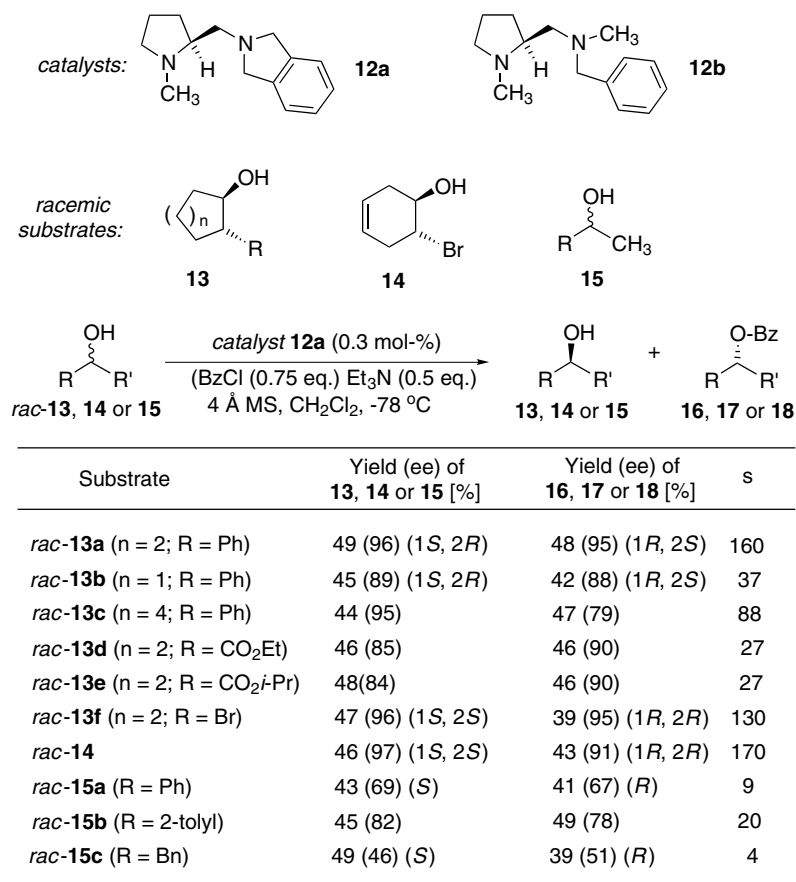 catalysts:
N
CH3
H
N
12a
N
CH3
H
N
CH3
12b
racemic
substrates:
( )n
OH
R
13
OH
Br
14
OH
R
CH3
15
OH
R
R'
rac-13, 14 or 15
catalyst 12a (0.3 mol-%)
(BzCl (0.75 eq.) Et3N (0.5 eq.)
4 Å MS, CH2Cl2, -78 °C
OH
R
R'
13, 14 or 15
+
O-Bz
R
R'
16, 17 or 18
Substrate Yield (ee) of 13, 14 or 15 [%] Yield (ee) of 16, 17 or 18 [%] s
rac-13a (n = 2; R = Ph) 49 (96) (1S, 2R) 48 (95) (1R, 2S) 160
rac-13b (n = 1; R = Ph) 45 (89) (1S, 2R) 42 (88) (1R, 2S) 37
rac-13c (n = 4; R = Ph) 44 (95) 47 (79) 88
rac-13d (n = 2; R = CO2Et) 46 (85) 46 (90) 27
rac-13e (n = 2; R = CO2i-Pr) 48(84) 46 (90) 27
rac-13f (n = 2; R = Br) 47 (96) (1S, 2S) 39 (95) (1R, 2R) 130
rac-14 46 (97) (1S, 2S) 43 (91) (1R, 2R) 170
rac-15a (R = Ph) 43 (69) (S) 41 (67) (R) 9
rac-15b (R = 2-tolyl) 45 (82) 49 (78) 20
rac-15c (R = Bn) 49 (46) (S) 39 (51) (R) 4